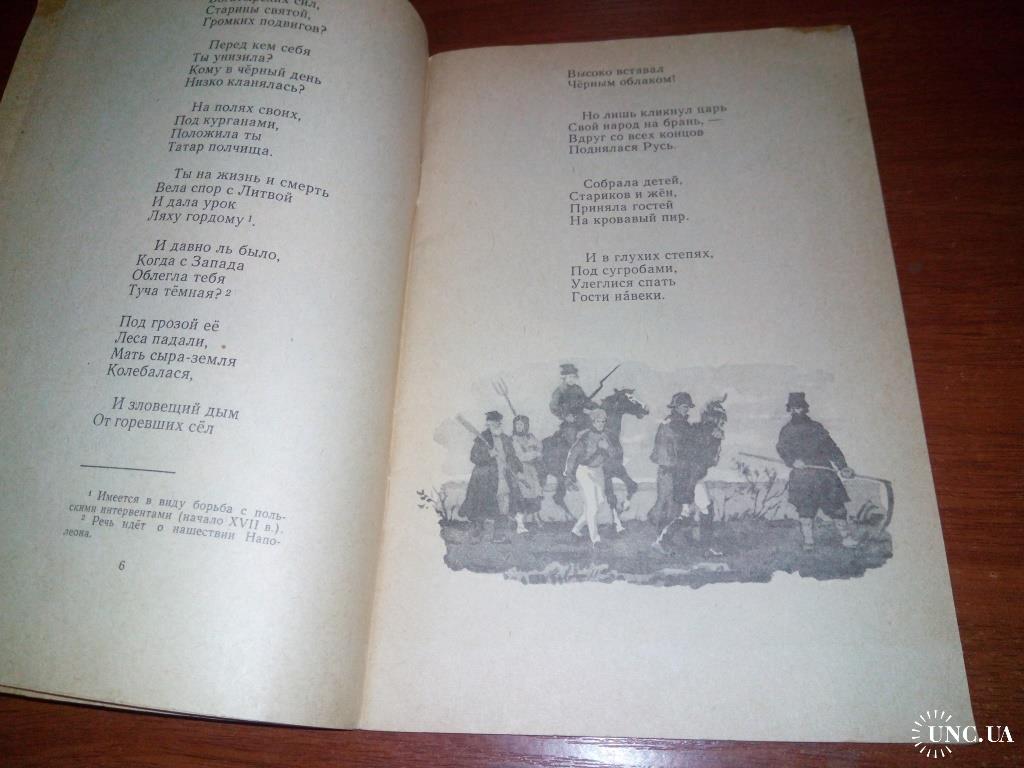 Богатырских сил,
Старины святой,
Громких подвигов?
Перед кем себя
Ты унизила?
Кому в чёрный день
Низко кланялась?
На полях своих,
Под курганами,
Положила ты
Татар полчища.
Ты на жизнь и смерть
Вела спор с Литвой
И дала урок
Ляху гордому ¹.
И давно ль было,
Когда с Запада
Облегла тебя
Туча тёмная? ²
Под грозой её
Леса падали,
Мать сыра-земля
Колебалася,
И зловещий дым
От горевших сёл
¹ Имеется в виду борьба с поль-
скими интервентами (начало XVII в.).
² Речь идёт о нашествии Напо-
леона.
6
Высоко вставал
Чёрным облаком!
Но лишь кликнул царь
Свой народ на брань, —
Вдруг со всех концов
Поднялася Русь.
Собрала детей,
Стариков и жён,
Приняла гостей
На кровавый пир.
И в глухих степях,
Под сугробами,
Улеглися спать
Гости на́веки.
UNC.UA